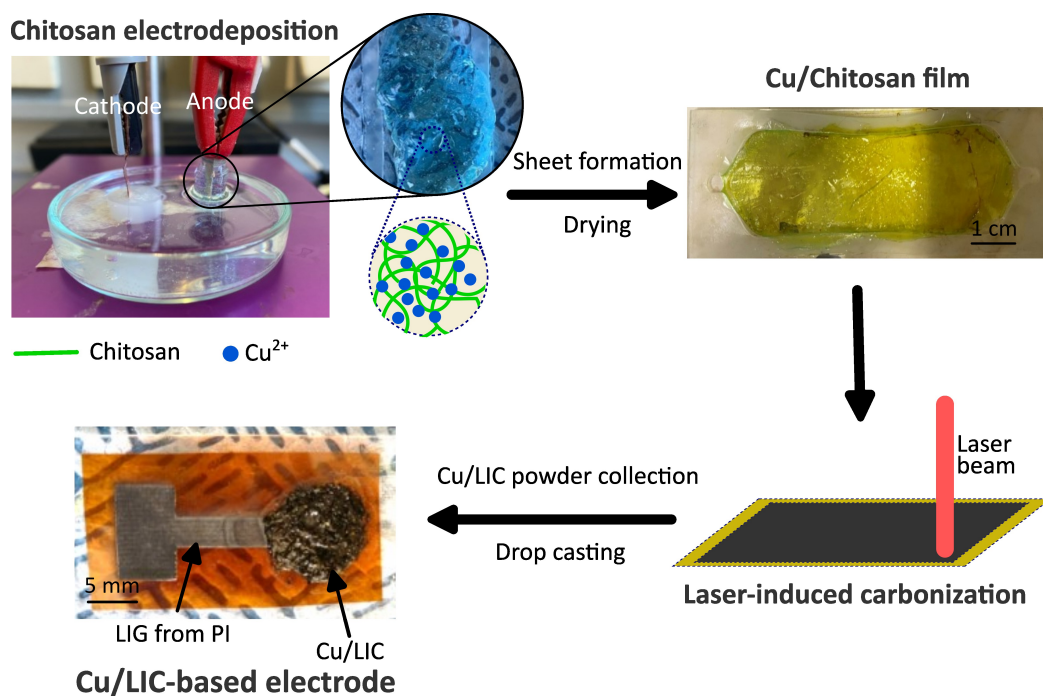 Chitosan electrodeposition
Cathode
Anode
Sheet formation
Drying
Cu/Chitosan film
1 cm
Chitosan
Cu²⁺
Laser
beam
Laser-induced carbonization
Cu/LIC powder collection
Drop casting
5 mm
LIG from PI
Cu/LIC
Cu/LIC-based electrode